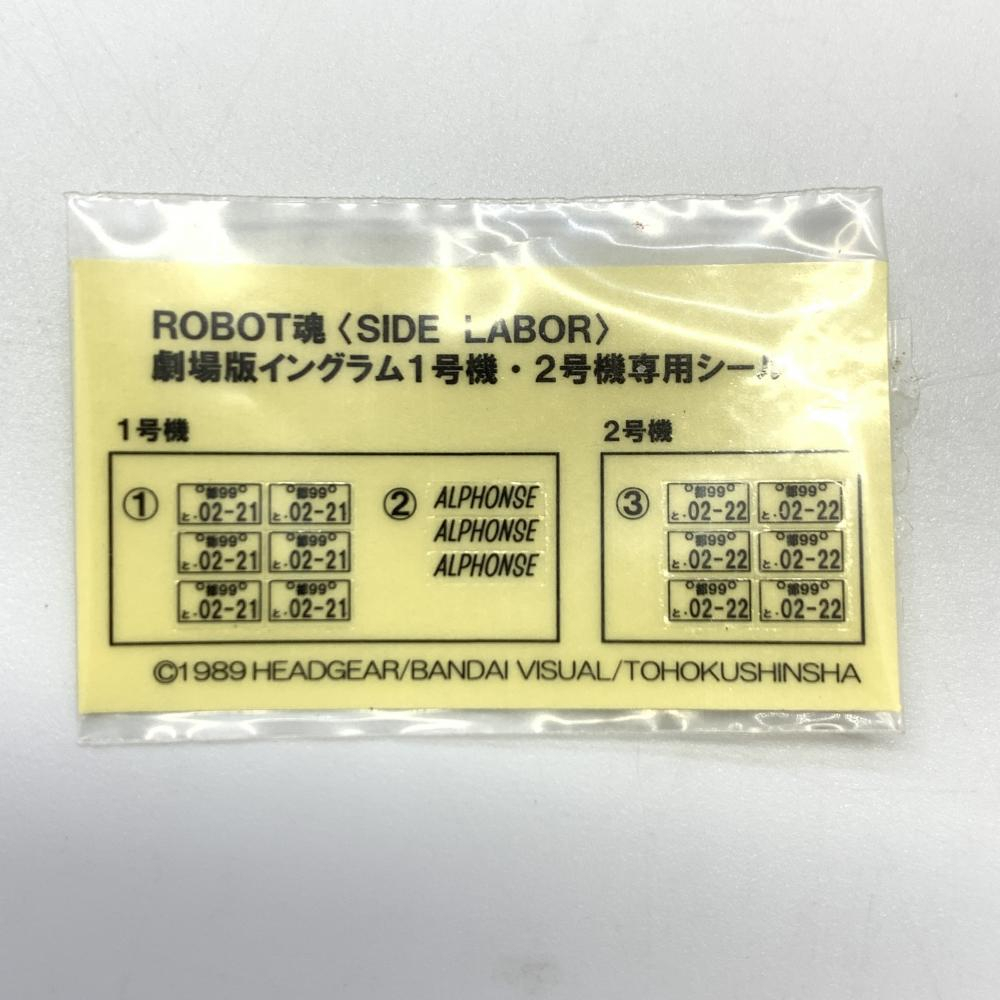 ROBOT魂〈SIDE LABOR〉
劇場版イングラム1号機・2号機専用シール
1号機
2号機
①
都99 都99
と・02-21 と・02-21
都99 都99
と・02-21 と・02-21
都99 都99
と・02-21 と・02-21
②
ALPHONSE
ALPHONSE
ALPHONSE
③
都99 都99
と・02-22 と・02-22
都99 都99
と・02-22 と・02-22
都99 都99
と・02-22 と・02-22
©1989 HEADGEAR/BANDAI VISUAL/TOHOKUSHINSHA